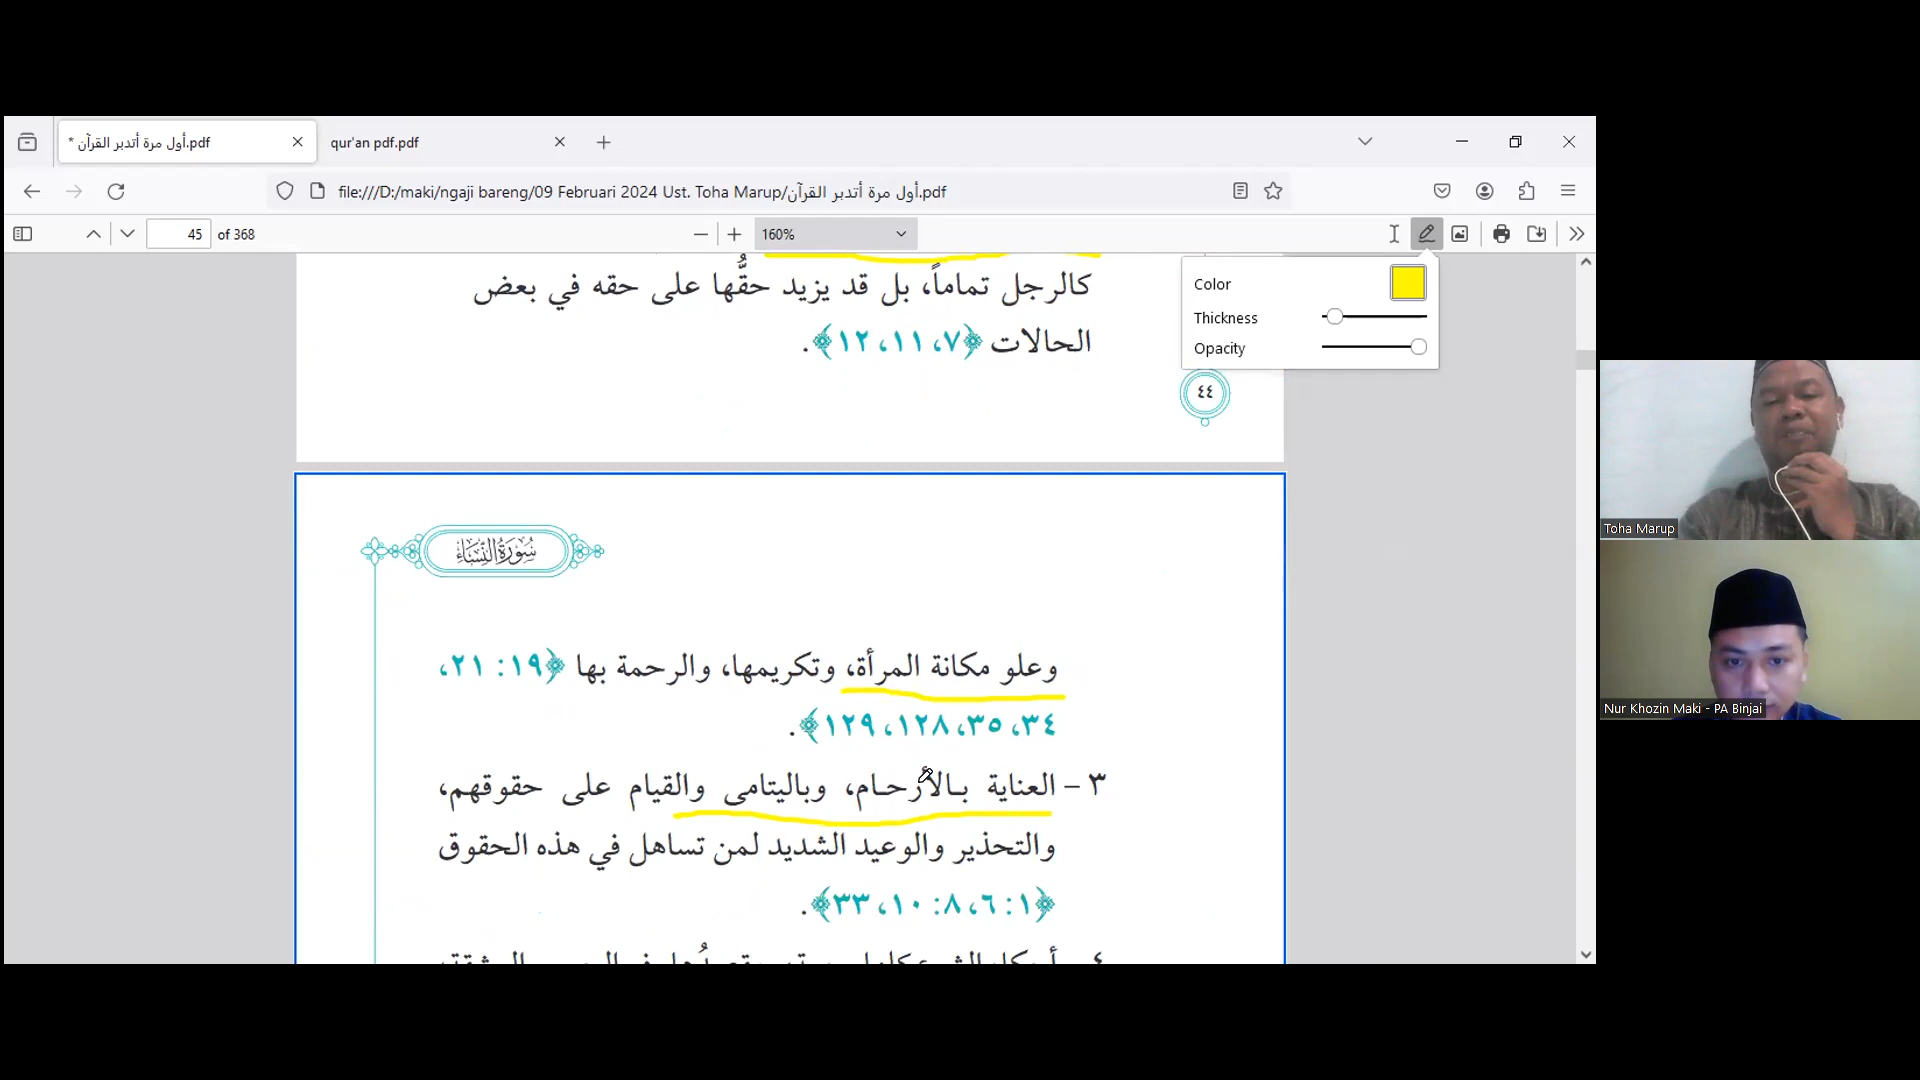 أول مرة أتدبر القرآن.pdf *
qur'an pdf.pdf
file:///D:/maki/ngaji bareng/09 Februari 2024 Ust. Toha Marup/أول مرة أتدبر القرآن.pdf
45 of 368
160%
Color
Thickness
Opacity
كالرجل تماماً، بل قد يزيد حقُّها على حقه في بعض
الحالات ﴿٧، ١١، ١٢﴾.
٤٤
سُورَةُ النِّسَاءِ
وعلو مكانة المرأة، وتكريمها، والرحمة بها ﴿١٩: ٢١،
٣٤، ٣٥، ١٢٨، ١٢٩﴾.
٣ – العناية بـالأرحـام، وباليتامى والقيام على حقوقهم،
والتحذير والوعيد الشديد لمن تساهل في هذه الحقوق
﴿١: ٦، ٨: ١٠، ٣٣﴾.
Toha Marup
Nur Khozin Maki - PA Binjai